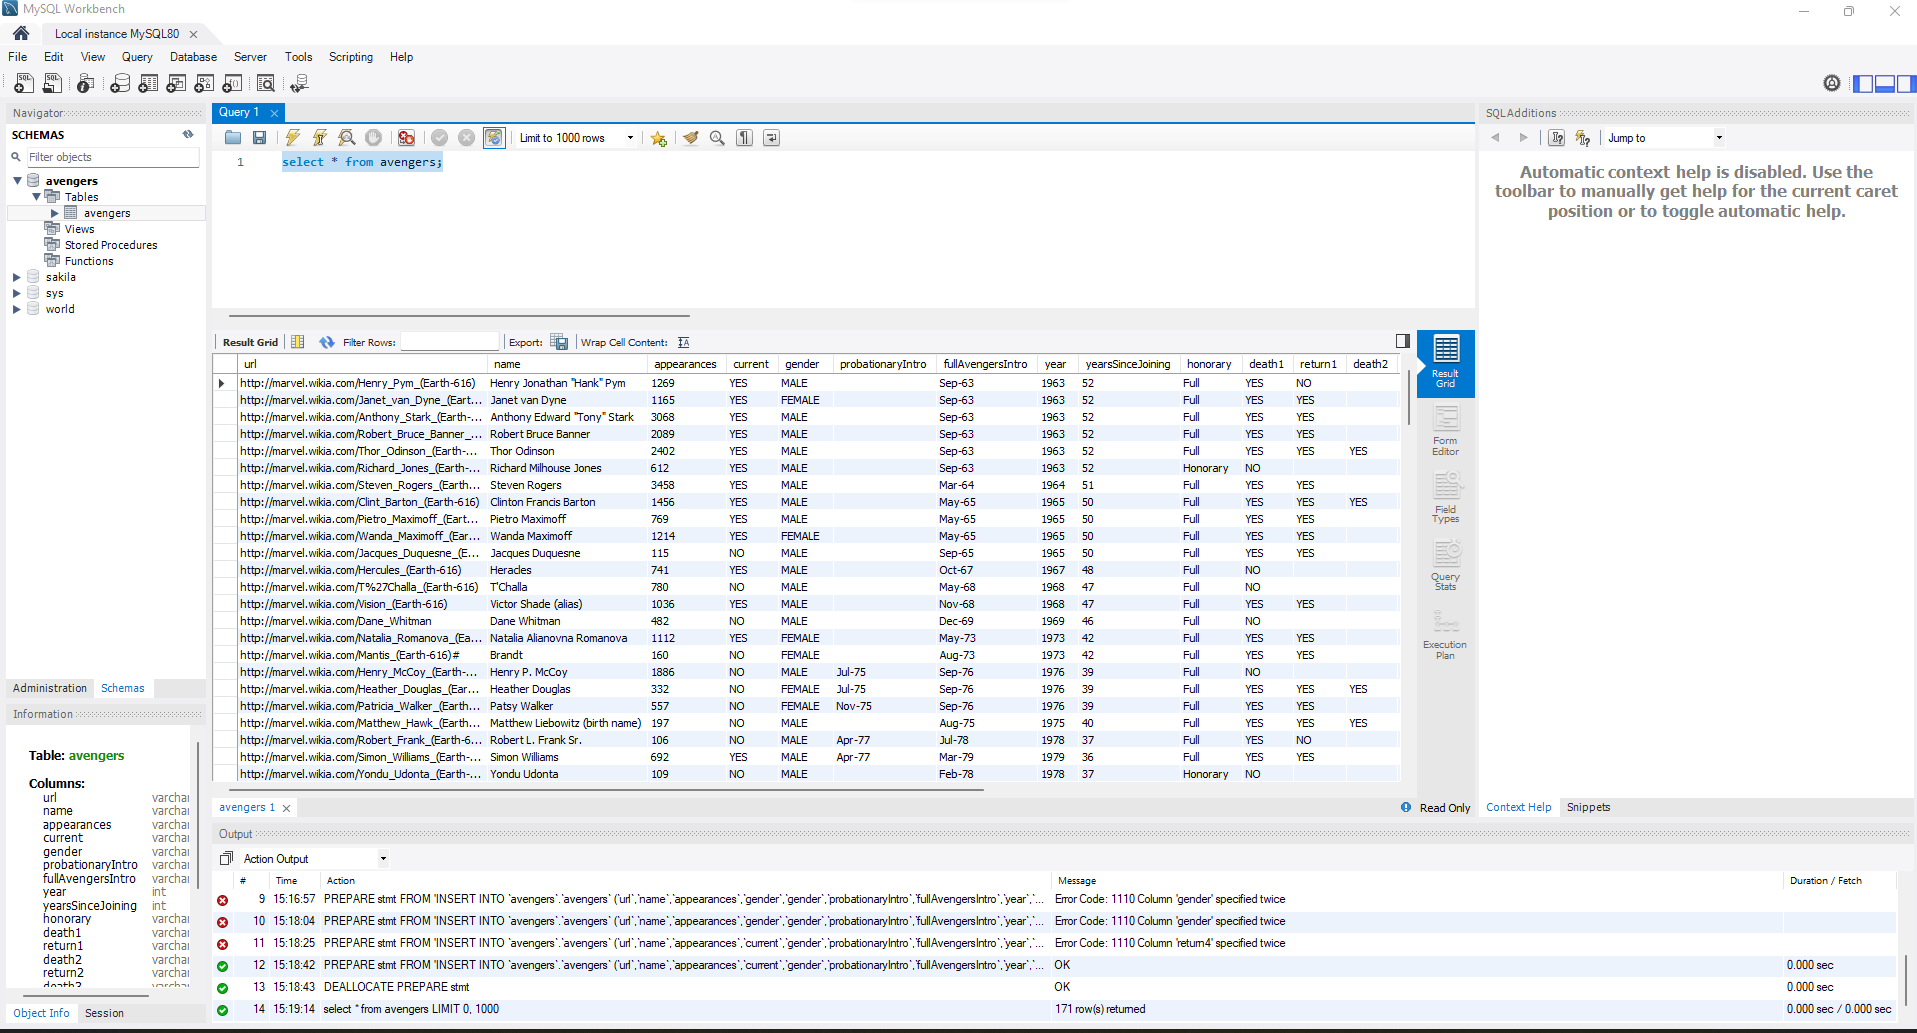 MySQL Workbench
Local instance MySQL80
File Edit View Query Database Server Tools Scripting Help
Navigator
SCHEMAS
Filter objects
avengers
Tables
avengers
Views
Stored Procedures
Functions
sakila
sys
world
Administration Schemas
Information
Table: avengers
Columns:
url varchar
name varchar
appearances varchar
current varchar
gender varchar
probationaryIntro varchar
fullAvengersIntro varchar
year int
yearsSinceJoining int
honorary varchar
death1 varchar
return1 varchar
death2 varchar
return2 varchar
Object Info Session
Query 1
Limit to 1000 rows
1 select * from avengers;
Result Grid Filter Rows: Export: Wrap Cell Content:
url name appearances current gender probationaryIntro fullAvengersIntro year yearsSinceJoining honorary death1 return1 death2
http://marvel.wikia.com/Henry_Pym_(Earth-616) Henry Jonathan "Hank" Pym 1269 YES MALE Sep-63 1963 52 Full YES NO
http://marvel.wikia.com/Janet_van_Dyne_(Eart... Janet van Dyne 1165 YES FEMALE Sep-63 1963 52 Full YES YES
http://marvel.wikia.com/Anthony_Stark_(Earth-... Anthony Edward "Tony" Stark 3068 YES MALE Sep-63 1963 52 Full YES YES
http://marvel.wikia.com/Robert_Bruce_Banner_... Robert Bruce Banner 2089 YES MALE Sep-63 1963 52 Full YES YES
http://marvel.wikia.com/Thor_Odinson_(Earth-... Thor Odinson 2402 YES MALE Sep-63 1963 52 Full YES YES YES
http://marvel.wikia.com/Richard_Jones_(Earth-... Richard Milhouse Jones 612 YES MALE Sep-63 1963 52 Honorary NO
http://marvel.wikia.com/Steven_Rogers_(Earth-... Steven Rogers 3458 YES MALE Mar-64 1964 51 Full YES YES
http://marvel.wikia.com/Clint_Barton_(Earth-616) Clinton Francis Barton 1456 YES MALE May-65 1965 50 Full YES YES YES
http://marvel.wikia.com/Pietro_Maximoff_(Eart... Pietro Maximoff 769 YES MALE May-65 1965 50 Full YES YES
http://marvel.wikia.com/Wanda_Maximoff_(Ear... Wanda Maximoff 1214 YES FEMALE May-65 1965 50 Full YES YES
http://marvel.wikia.com/Jacques_Duquesne_(E... Jacques Duquesne 115 NO MALE Sep-65 1965 50 Full YES YES
http://marvel.wikia.com/Hercules_(Earth-616) Heracles 741 YES MALE Oct-67 1967 48 Full NO
http://marvel.wikia.com/T%27Challa_(Earth-616) T'Challa 780 NO MALE May-68 1968 47 Full NO
http://marvel.wikia.com/Vision_(Earth-616) Victor Shade (alias) 1036 YES MALE Nov-68 1968 47 Full YES YES
http://marvel.wikia.com/Dane_Whitman Dane Whitman 482 NO MALE Dec-69 1969 46 Full NO
http://marvel.wikia.com/Natalia_Romanova_(Ea... Natalia Alianovna Romanova 1112 YES FEMALE May-73 1973 42 Full YES YES
http://marvel.wikia.com/Mantis_(Earth-616)# Brandt 160 NO FEMALE Aug-73 1973 42 Full YES YES
http://marvel.wikia.com/Henry_McCoy_(Earth-... Henry P. McCoy 1886 NO MALE Jul-75 Sep-76 1976 39 Full NO
http://marvel.wikia.com/Heather_Douglas_(Ear... Heather Douglas 332 NO FEMALE Jul-75 Sep-76 1976 39 Full YES YES YES
http://marvel.wikia.com/Patricia_Walker_(Earth-... Patsy Walker 557 NO FEMALE Nov-75 Sep-76 1976 39 Full YES YES
http://marvel.wikia.com/Matthew_Hawk_(Earth-... Matthew Liebowitz (birth name) 197 NO MALE Aug-75 1975 40 Full YES YES YES
http://marvel.wikia.com/Robert_Frank_(Earth-6... Robert L. Frank Sr. 106 NO MALE Apr-77 Jul-78 1978 37 Full YES NO
http://marvel.wikia.com/Simon_Williams_(Earth-... Simon Williams 692 YES MALE Apr-77 Mar-79 1979 36 Full YES YES
http://marvel.wikia.com/Yondu_Udonta_(Earth-... Yondu Udonta 109 NO MALE Feb-78 1978 37 Honorary NO
Result Grid
Form Editor
Field Types
Query Stats
Execution Plan
avengers 1
Read Only
SQLAdditions
Jump to
Automatic context help is disabled. Use the
toolbar to manually get help for the current caret
position or to toggle automatic help.
Context Help Snippets
Output
Action Output
# Time Action Message Duration / Fetch
9 15:16:57 PREPARE stmt FROM 'INSERT INTO `avengers`.`avengers` (`url`,`name`,`appearances`,`gender`,`gender`,`probationaryIntro`,`fullAvengersIntro`,`year`,`... Error Code: 1110 Column 'gender' specified twice
10 15:18:04 PREPARE stmt FROM 'INSERT INTO `avengers`.`avengers` (`url`,`name`,`appearances`,`gender`,`gender`,`probationaryIntro`,`fullAvengersIntro`,`year`,`... Error Code: 1110 Column 'gender' specified twice
11 15:18:25 PREPARE stmt FROM 'INSERT INTO `avengers`.`avengers` (`url`,`name`,`appearances`,`current`,`gender`,`probationaryIntro`,`fullAvengersIntro`,`year`,`... Error Code: 1110 Column 'return4' specified twice
12 15:18:42 PREPARE stmt FROM 'INSERT INTO `avengers`.`avengers` (`url`,`name`,`appearances`,`current`,`gender`,`probationaryIntro`,`fullAvengersIntro`,`year`,`... OK 0.000 sec
13 15:18:43 DEALLOCATE PREPARE stmt OK 0.000 sec
14 15:19:14 select * from avengers LIMIT 0, 1000 171 row(s) returned 0.000 sec / 0.000 sec